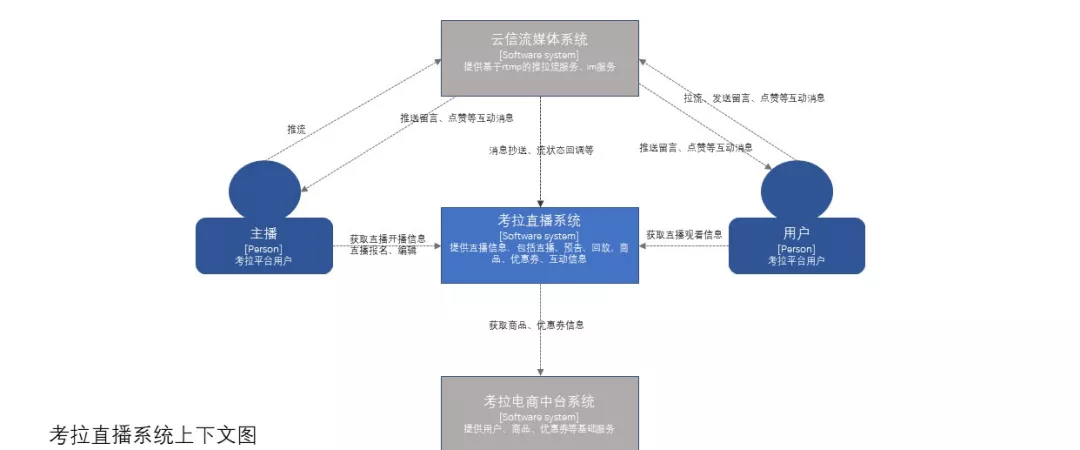 云信流媒体系统
[Software system]
提供基于rtmp的推拉流服务、im服务
推流
推送留言、点赞等互动消息
消息抄送、流状态回调等
拉流、发送留言、点赞等互动消息
推送留言、点赞等互动消息
主播
[Person]
考拉平台用户
获取直播开播信息
直播报名、编辑
考拉直播系统
[Software system]
提供直播信息、包括直播、预告、回放、商
品、优惠券、互动信息
获取直播观看信息
用户
[Person]
考拉平台用户
获取商品、优惠券信息
考拉电商中台系统
[Software system]
提供用户、商品、优惠券等基础服务
考拉直播系统上下文图